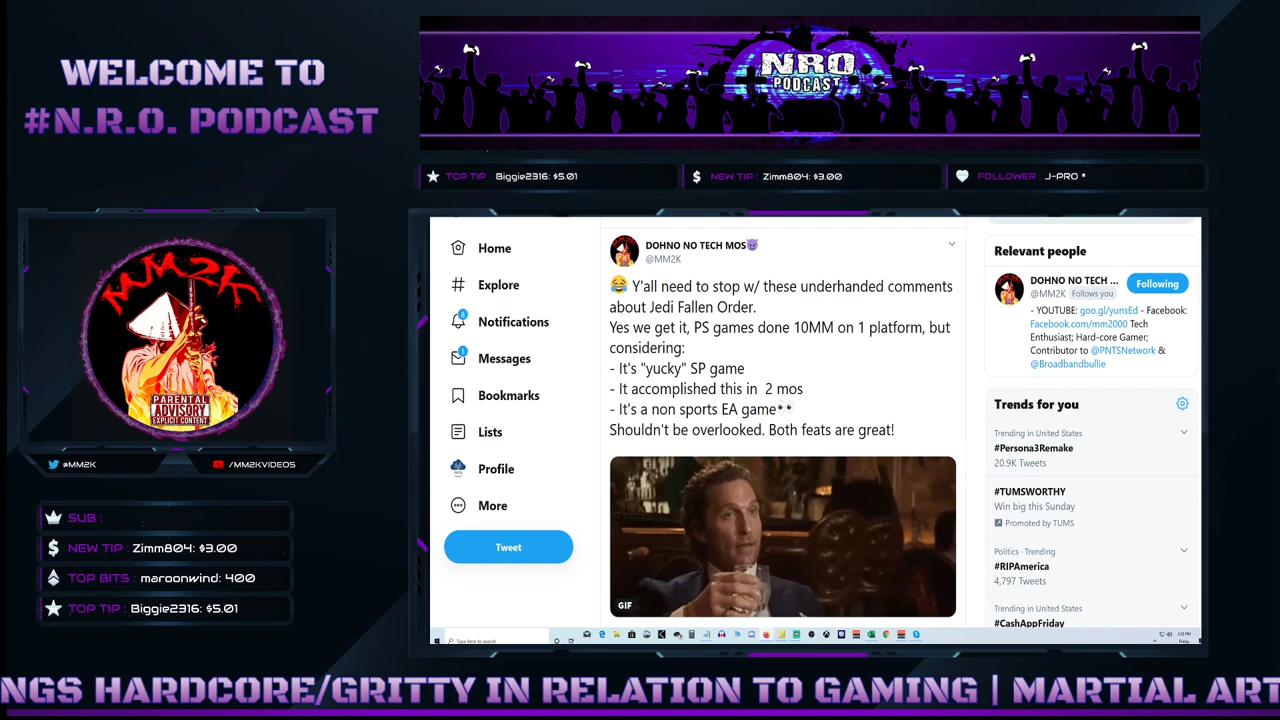 WELCOME TO
#N.R.O. PODCAST
NRO
PODCAST
TOP TIP : Biggie2316: $5.01
NEW TIP : Zimm804: $3.00
FOLLOWER : J-PRO *
MM2K
PARENTAL
ADVISORY
EXPLICIT CONTENT
@MM2K
/MM2KVIDEOS
SUB :
NEW TIP : Zimm804: $3.00
TOP BITS : maroonwind: 400
TOP TIP : Biggie2316: $5.01
Home
Explore
8
Notifications
1
Messages
Bookmarks
Lists
Profile
More
Tweet
DOHNO NO TECH MOS😈
@MM2K
😂 Y'all need to stop w/ these underhanded comments
about Jedi Fallen Order.
Yes we get it, PS games done 10MM on 1 platform, but
considering:
- It's "yucky" SP game
- It accomplished this in 2 mos
- It's a non sports EA game👀
Shouldn't be overlooked. Both feats are great!
GIF
Relevant people
DOHNO NO TECH ...
@MM2K Follows you
Following
- YOUTUBE: goo.gl/yunsEd - Facebook:
Facebook.com/mm2000 Tech
Enthusiast; Hard-core Gamer;
Contributor to @PNTSNetwork &
@Broadbandbullie
Trends for you
Trending in United States
#Persona3Remake
20.9K Tweets
#TUMSWORTHY
Win big this Sunday
Promoted by TUMS
Politics · Trending
#RIPAmerica
4,797 Tweets
Trending in United States
#CashAppFriday
Type here to search
Friday
NGS HARDCORE/GRITTY IN RELATION TO GAMING | MARTIAL ART